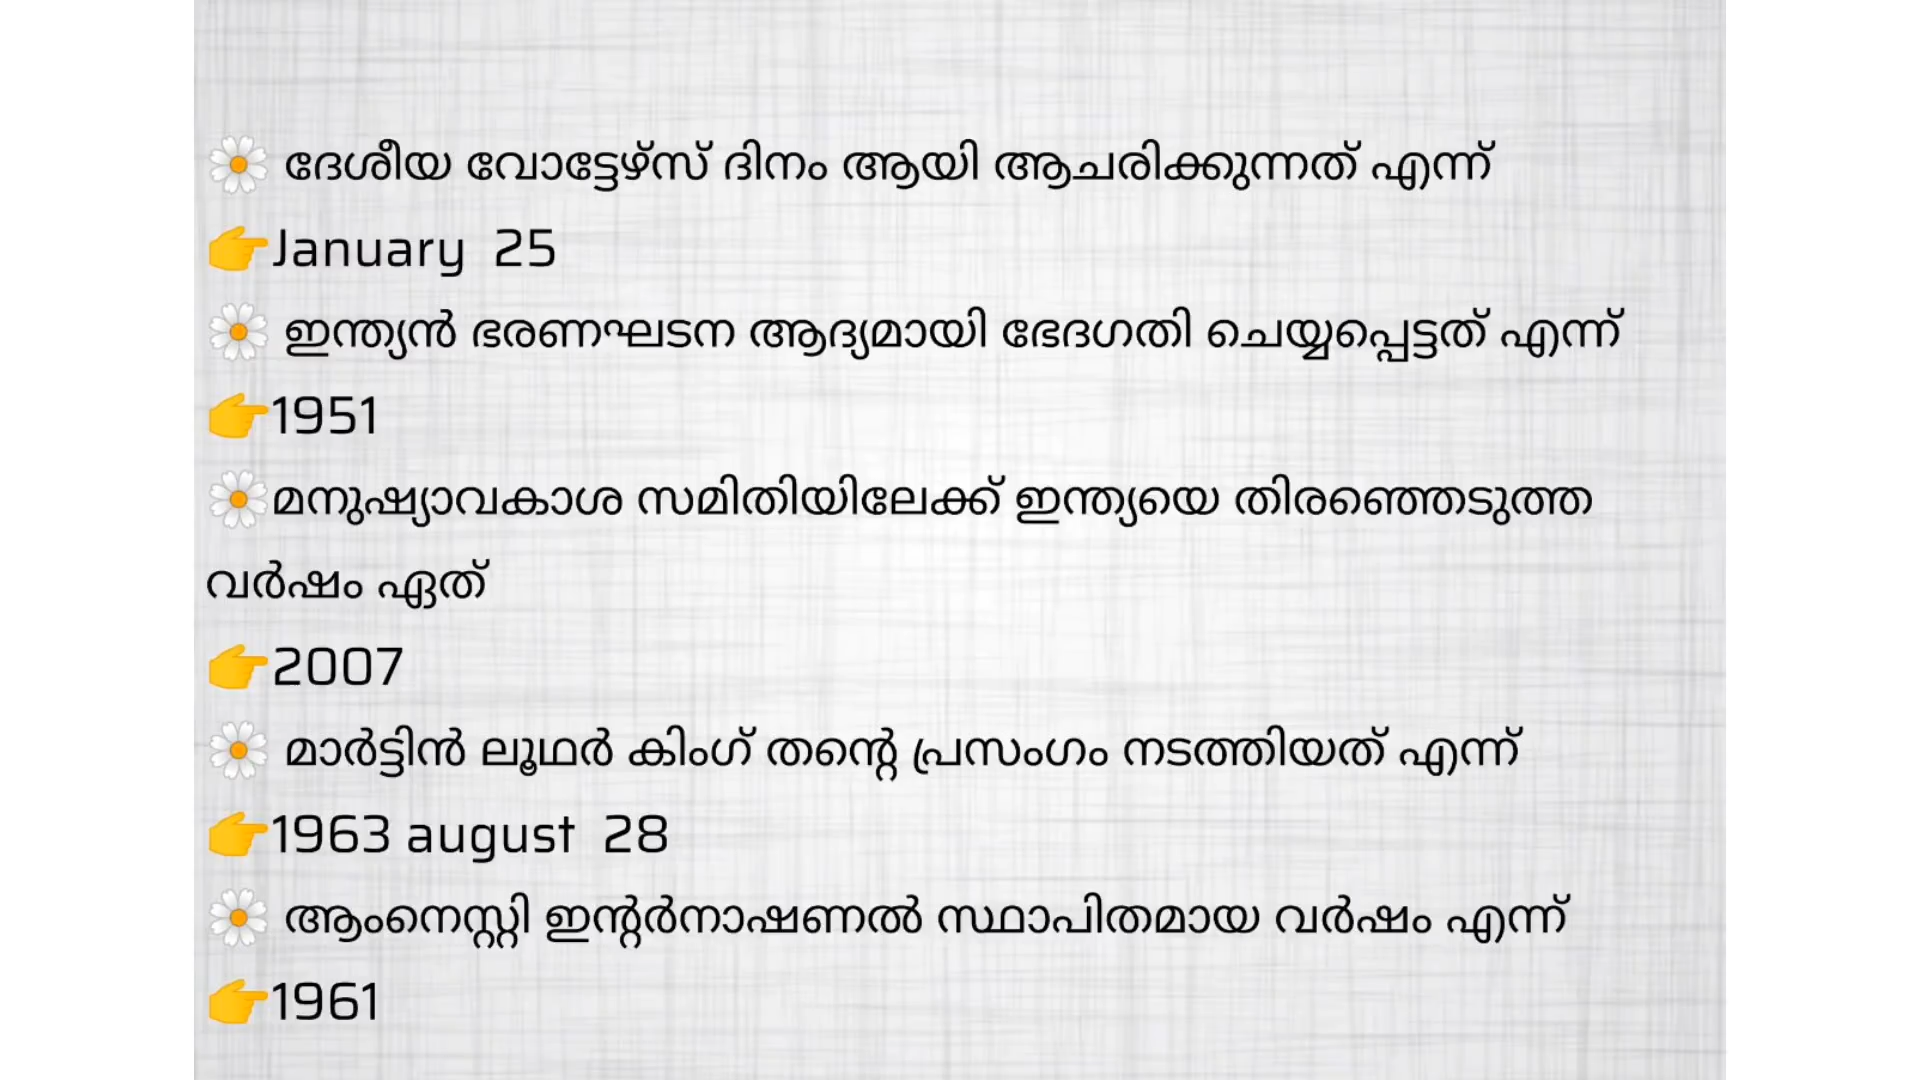 🌼 ദേശീയ വോട്ടേഴ്സ് ദിനം ആയി ആചരിക്കുന്നത് എന്ന്
👉January 25
🌼 ഇന്ത്യൻ ഭരണഘടന ആദ്യമായി ഭേദഗതി ചെയ്യപ്പെട്ടത് എന്ന്
👉1951
🌼മനുഷ്യാവകാശ സമിതിയിലേക്ക് ഇന്ത്യയെ തിരഞ്ഞെടുത്ത
വർഷം ഏത്
👉2007
🌼 മാർട്ടിൻ ലൂഥർ കിംഗ് തന്റെ പ്രസംഗം നടത്തിയത് എന്ന്
👉1963 august 28
🌼 ആംനെസ്റ്റി ഇന്റർനാഷണൽ സ്ഥാപിതമായ വർഷം എന്ന്
👉1961